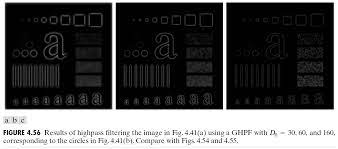 a
a
a
a a a a a a a a
a a a a a a a a
a a a a a a a a
a b c
FIGURE 4.56 Results of highpass filtering the image in Fig. 4.41(a) using a GHPF with D₀ = 30, 60, and 160,
corresponding to the circles in Fig. 4.41(b). Compare with Figs. 4.54 and 4.55.